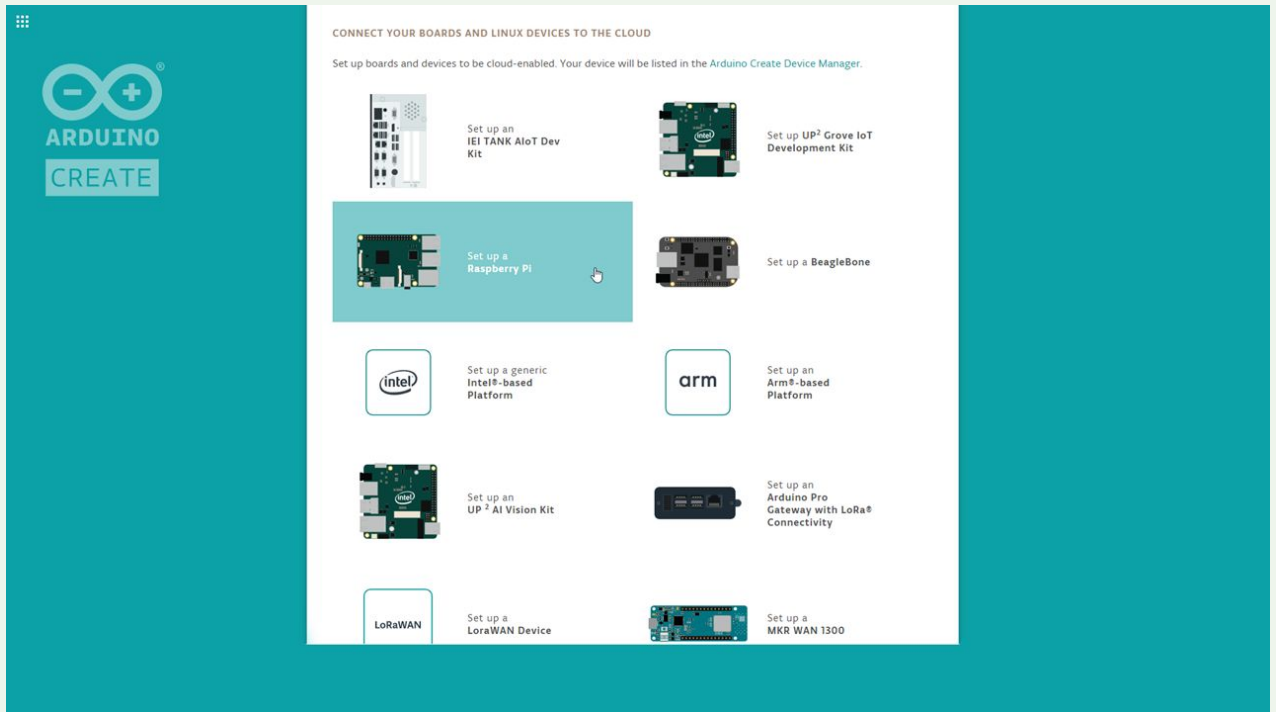 CONNECT YOUR BOARDS AND LINUX DEVICES TO THE CLOUD
Set up boards and devices to be cloud-enabled. Your device will be listed in the Arduino Create Device Manager.
®
ARDUINO
CREATE
Set up an
IEI TANK AIoT Dev
Kit
intel
Set up UP² Grove IoT
Development Kit
Set up a
Raspberry Pi
Set up a BeagleBone
intel
Set up a generic
Intel®-based
Platform
arm
Set up an
Arm®-based
Platform
intel
Set up an
UP ² AI Vision Kit
Set up an
Arduino Pro
Gateway with LoRa®
Connectivity
LoRaWAN
Set up a
LoraWAN Device
Set up a
MKR WAN 1300